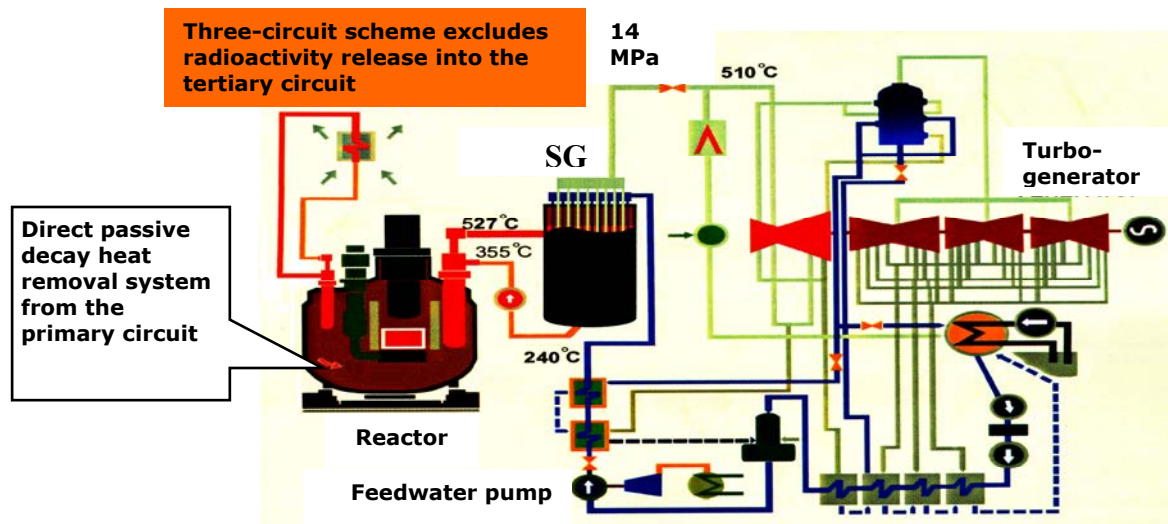 Three-circuit scheme excludes
radioactivity release into the
tertiary circuit
14
MPa
510°C
SG
Turbo-
generator
Direct passive
decay heat
removal system
from the
primary circuit
527°C
355°C
240°C
Reactor
Feedwater pump